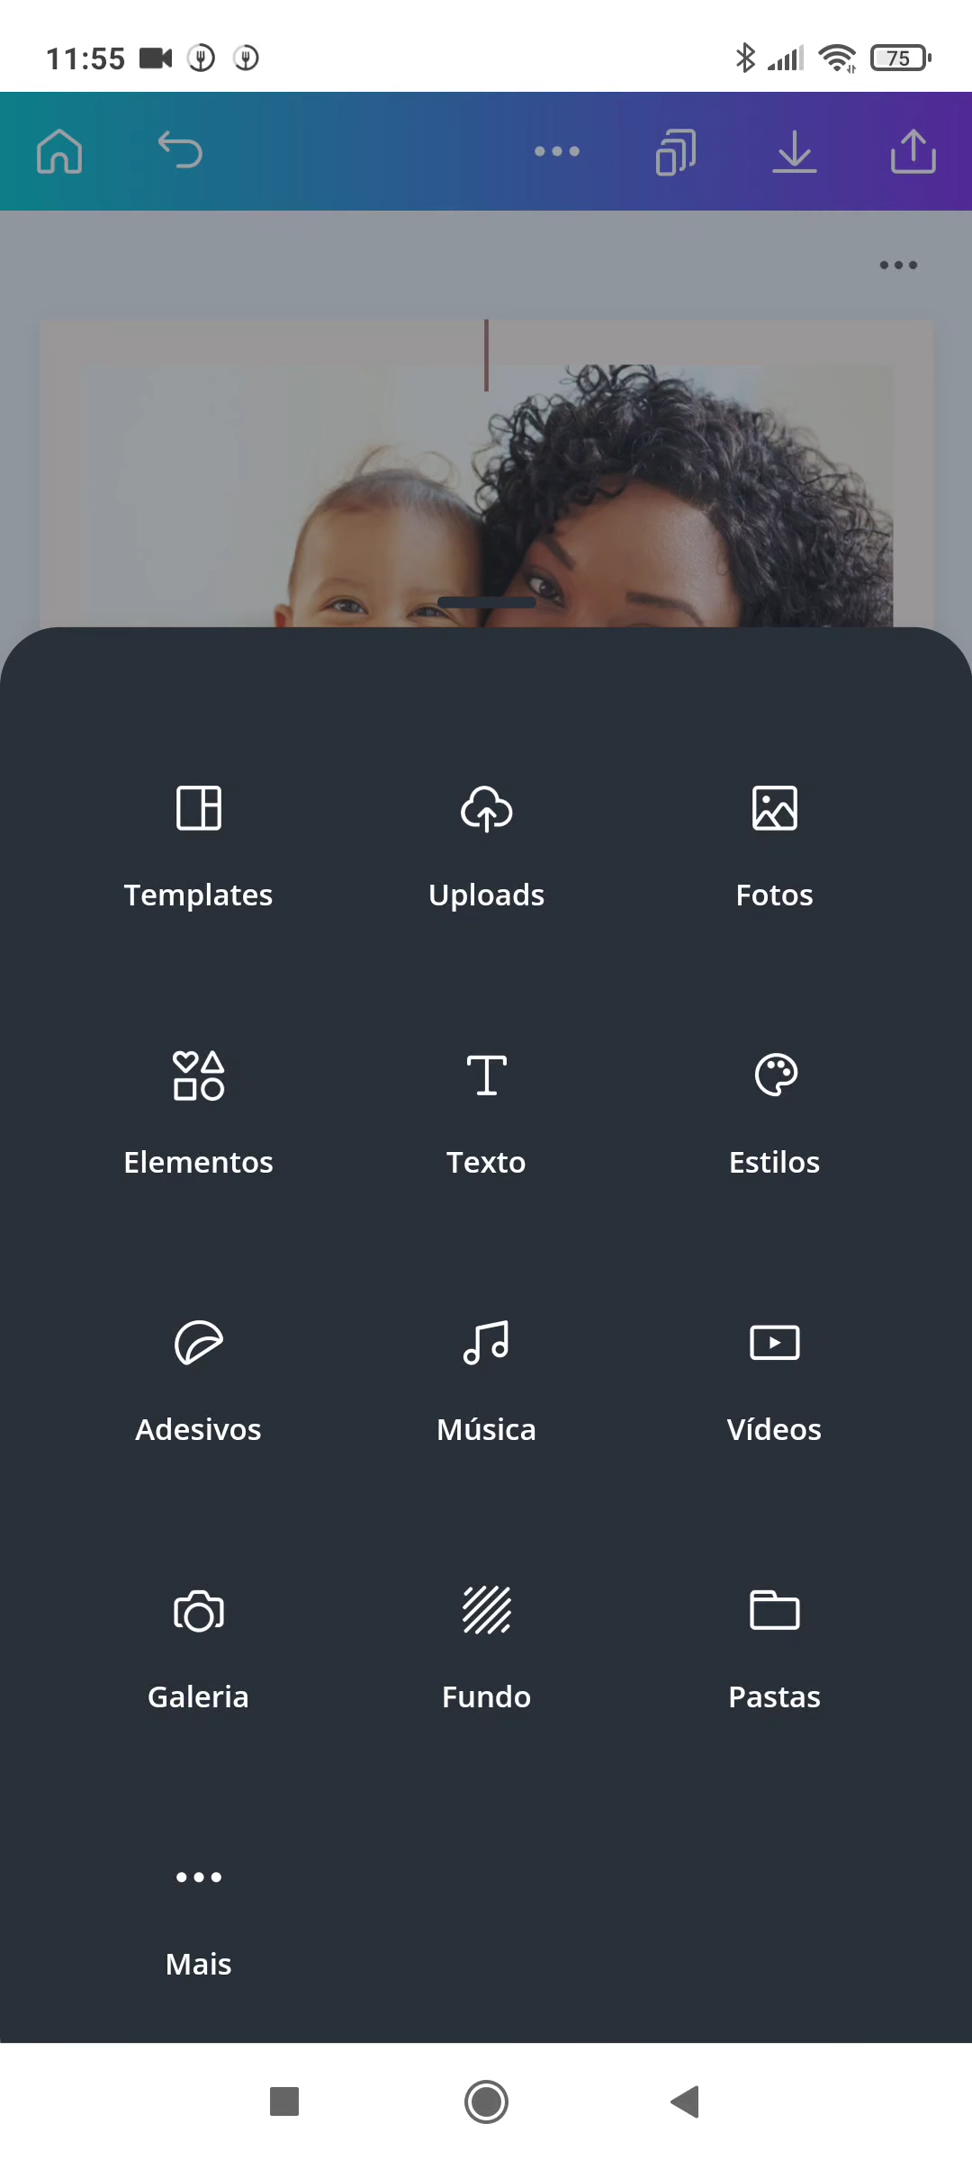 11:55
75
Templates Uploads Fotos
Elementos Texto Estilos
Adesivos Música Vídeos
Galeria Fundo Pastas
Mais